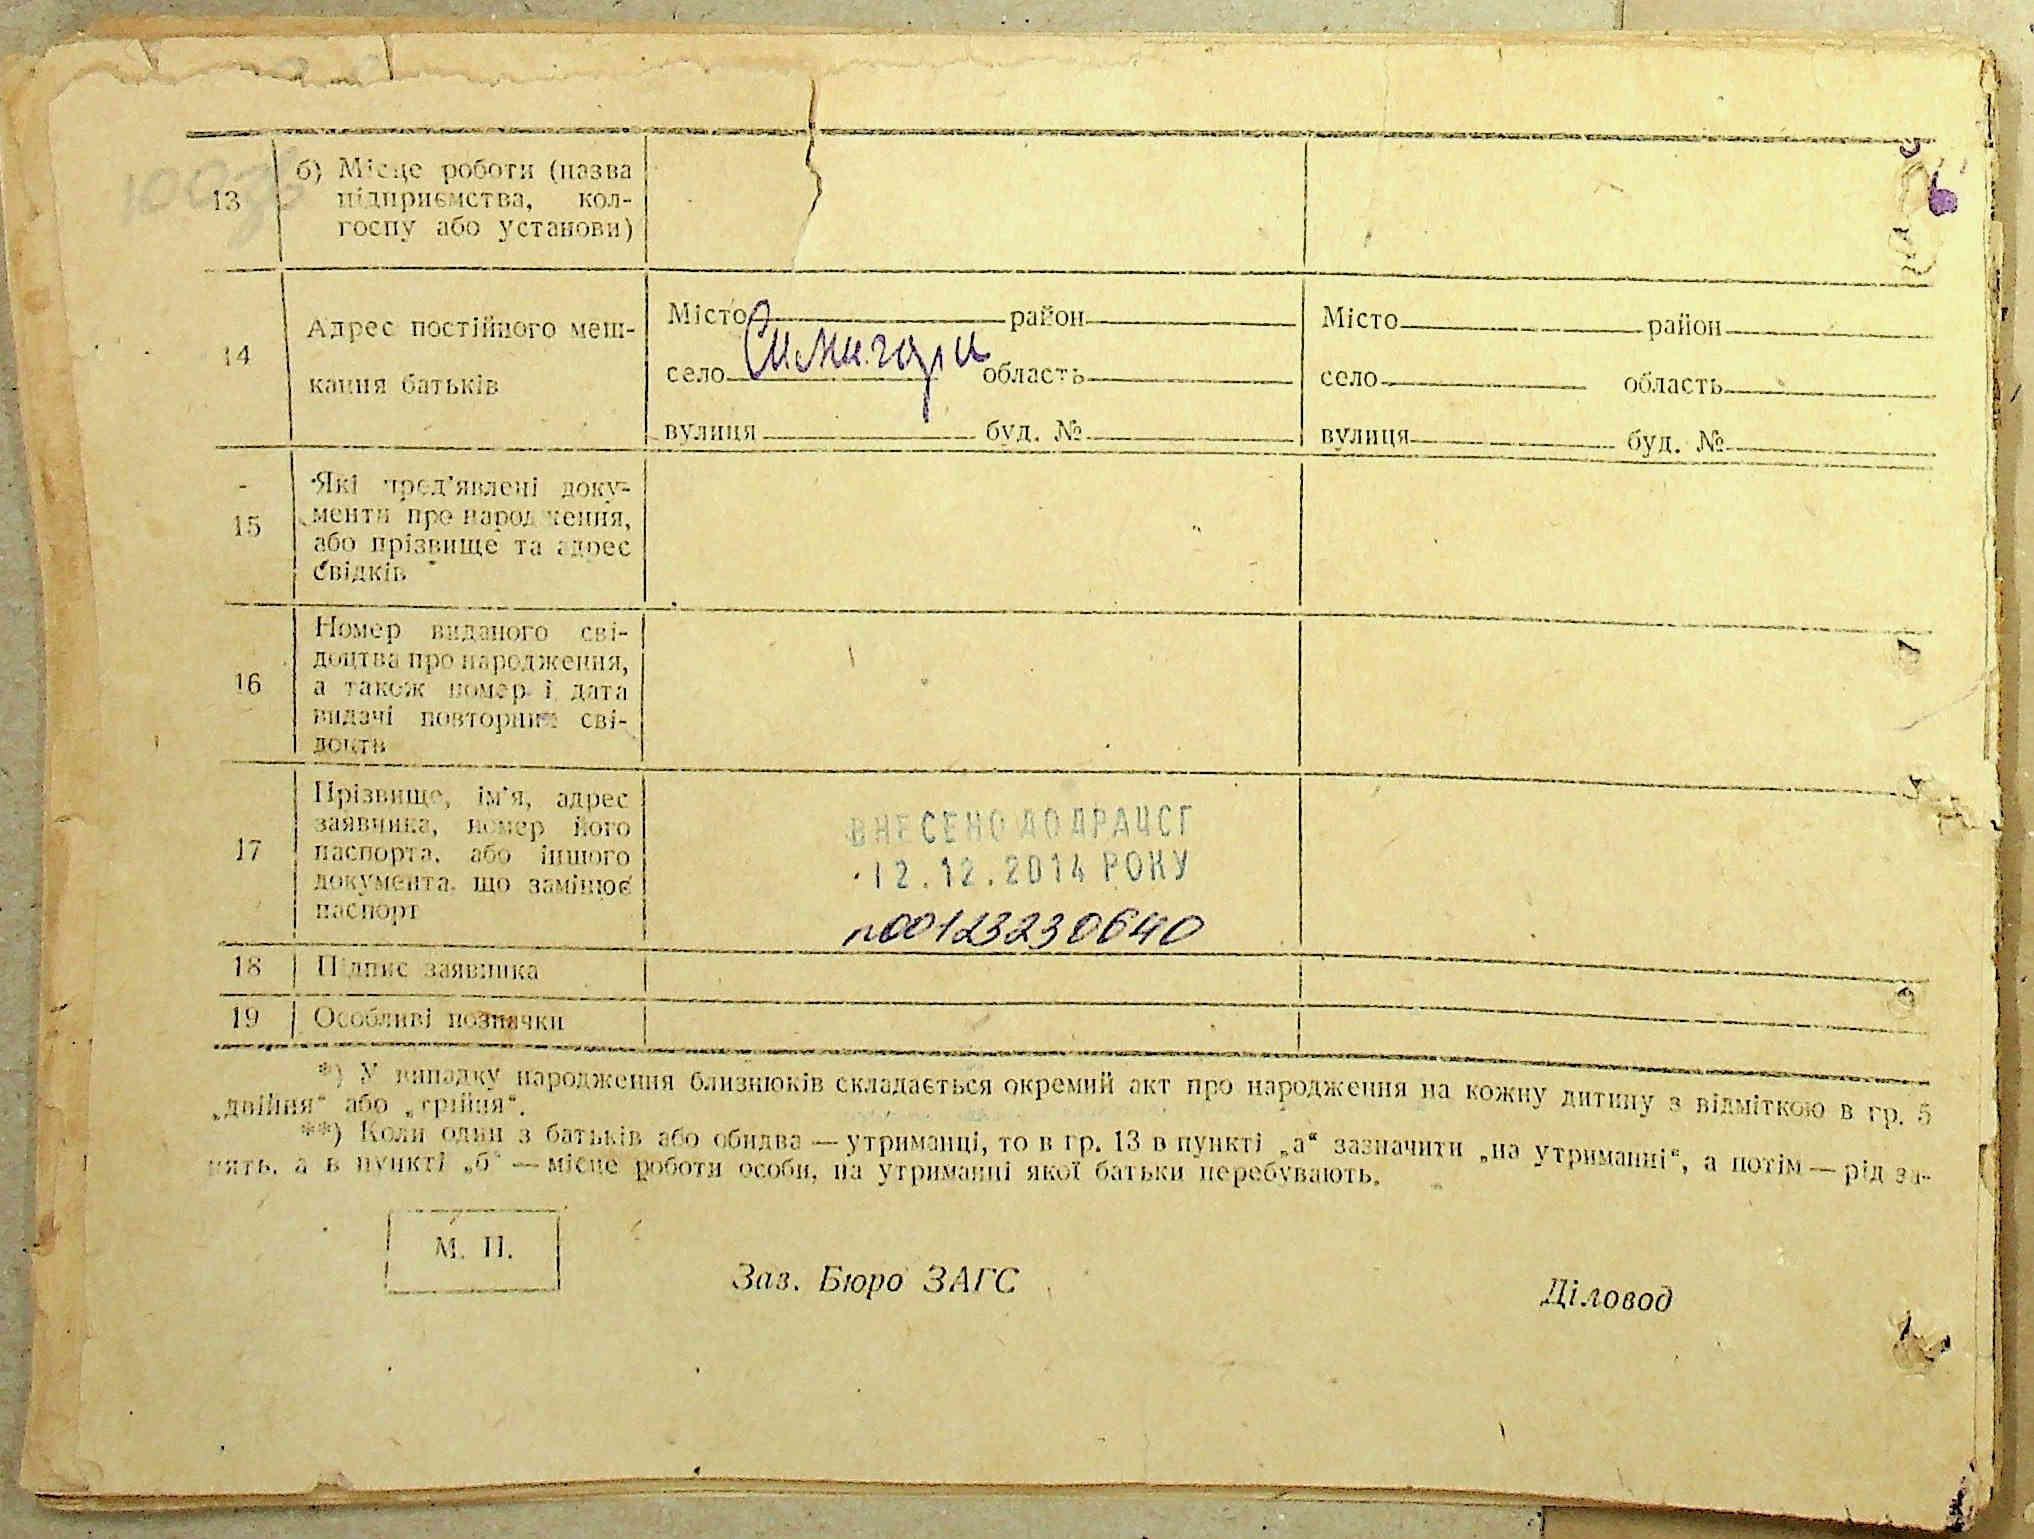 13
б) Місце роботи (назва
підприємства, кол-
госпу або установи)
14
Адрес постійного меш-
кання батьків
Місто район
село Симигори область
вулиця буд. №
Місто район
село область
вулиця буд. №
15
Які пред'явлені доку-
менти про народження,
або прізвище та адрес
свідків
16
Номер виданого сві-
доцтва про народження,
а також номер і дата
видачі повторних сві-
доцтв
17
Прізвище, ім'я, адрес
заявника, номер його
паспорта, або іншого
документа, що замінює
паспорт
ВНЕСЕНО ДО ДРАЦСГ
12.12.2014 РОКУ
n00123230640
18 Підпис заявника
19 Особливі позначки
*) У випадку народження близнюків складається окремий акт про народження на кожну дитину з відміткою в гр. 5
„двійня“ або „трійня“.
**) Коли один з батьків або обидва — утриманці, то в гр. 13 в пункті „а“ зазначити „на утриманні“, а потім — рід за-
нять, а в пункті „б“ — місце роботи особи, на утриманні якої батьки перебувають.
М. П.
Зав. Бюро ЗАГС
Діловод